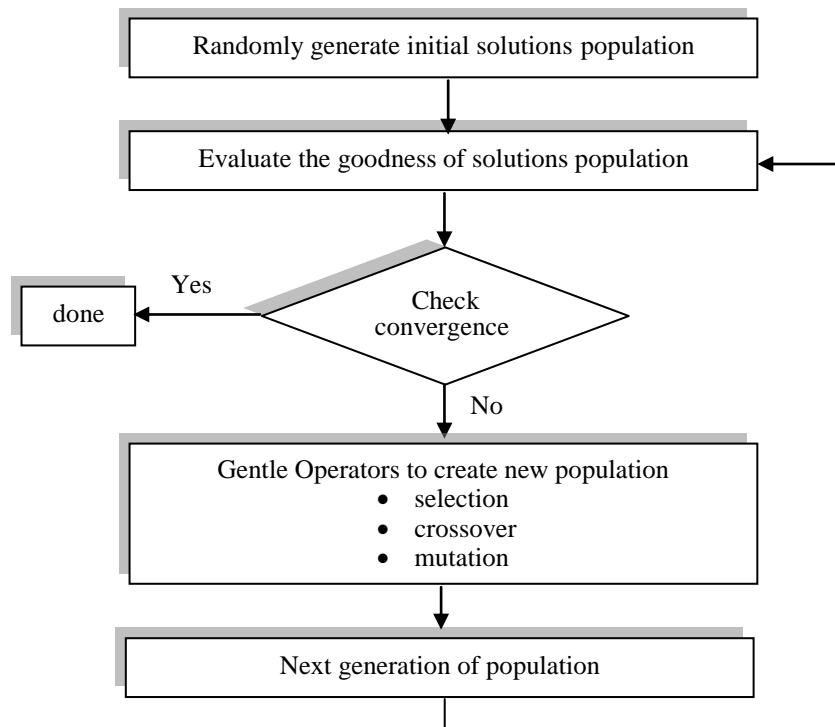 Randomly generate initial solutions population
Evaluate the goodness of solutions population
Yes
done
Check
convergence
No
Gentle Operators to create new population
• selection
• crossover
• mutation
Next generation of population